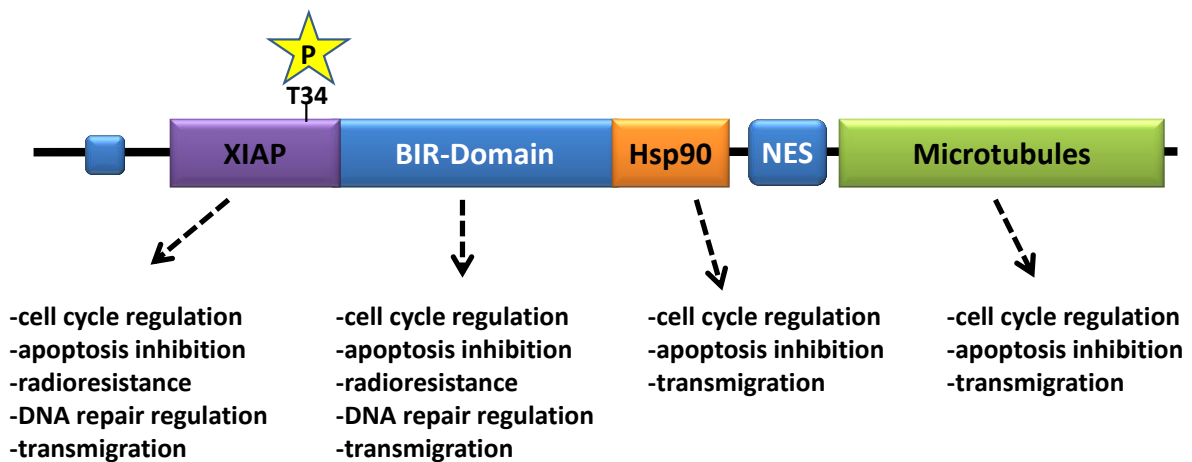 P
T34
XIAP
BIR-Domain
Hsp90
NES
Microtubules
-cell cycle regulation
-apoptosis inhibition
-radioresistance
-DNA repair regulation
-transmigration
-cell cycle regulation
-apoptosis inhibition
-radioresistance
-DNA repair regulation
-transmigration
-cell cycle regulation
-apoptosis inhibition
-transmigration
-cell cycle regulation
-apoptosis inhibition
-transmigration